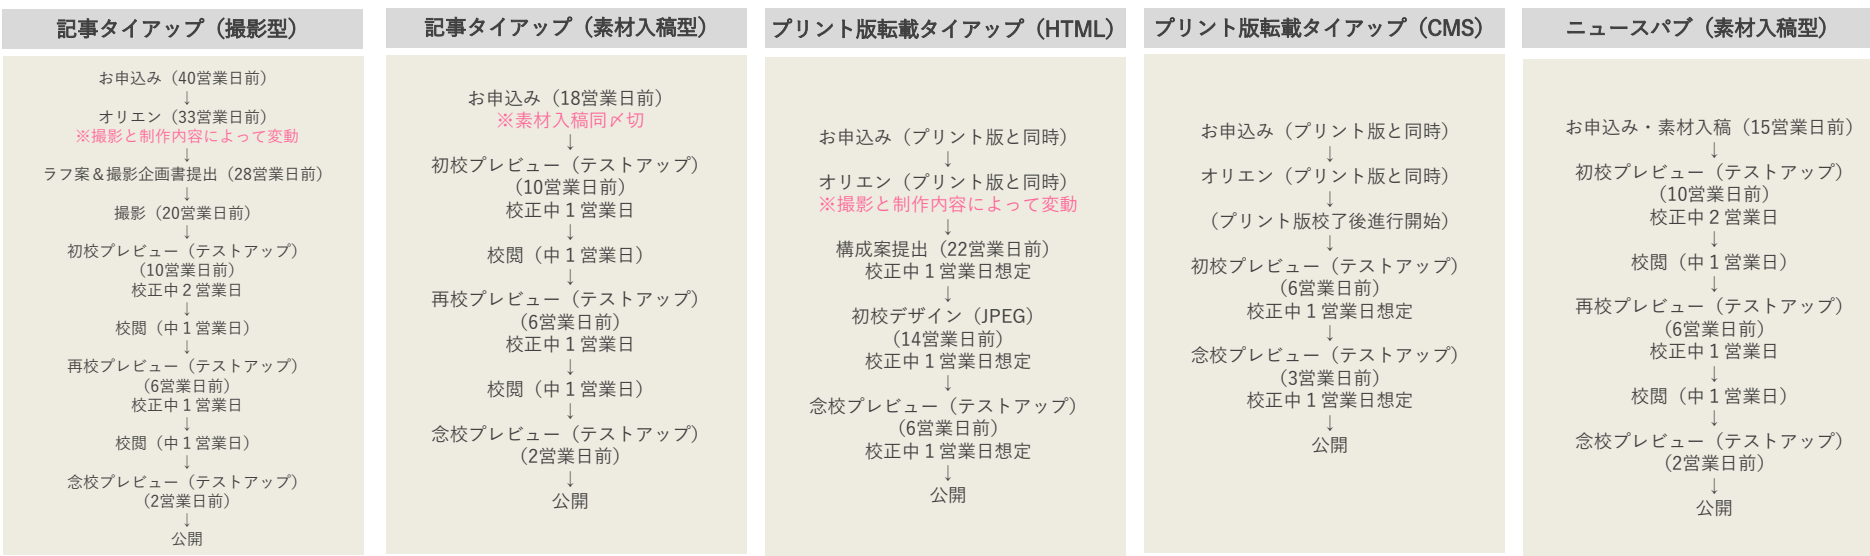 記事タイアップ（撮影型）
お申込み（40営業日前）
↓
オリエン（33営業日前）
※撮影と制作内容によって変動
↓
ラフ案＆撮影企画書提出（28営業日前）
↓
撮影（20営業日前）
↓
初校プレビュー（テストアップ）
（10営業日前）
校正中２営業日
↓
校閲（中１営業日）
↓
再校プレビュー（テストアップ）
（6営業日前）
校正中１営業日
↓
校閲（中１営業日）
↓
念校プレビュー（テストアップ）
（2営業日前）
↓
公開
記事タイアップ（素材入稿型）
お申込み（18営業日前）
※素材入稿同〆切
↓
初校プレビュー（テストアップ）
（10営業日前）
校正中１営業日
↓
校閲（中１営業日）
↓
再校プレビュー（テストアップ）
（6営業日前）
校正中１営業日
↓
校閲（中１営業日）
↓
念校プレビュー（テストアップ）
（2営業日前）
↓
公開
プリント版転載タイアップ（HTML）
お申込み（プリント版と同時）
↓
オリエン（プリント版と同時）
※撮影と制作内容によって変動
↓
構成案提出（22営業日前）
校正中１営業日想定
↓
初校デザイン（JPEG）
（14営業日前）
校正中１営業日想定
↓
念校プレビュー（テストアップ）
（6営業日前）
校正中１営業日想定
↓
公開
プリント版転載タイアップ（CMS）
お申込み（プリント版と同時）
↓
オリエン（プリント版と同時）
↓
（プリント版校了後進行開始）
↓
初校プレビュー（テストアップ）
（6営業日前）
校正中１営業日想定
↓
念校プレビュー（テストアップ）
（3営業日前）
校正中１営業日想定
↓
公開
ニュースパブ（素材入稿型）
お申込み・素材入稿（15営業日前）
↓
初校プレビュー（テストアップ）
（10営業日前）
校正中２営業日
↓
校閲（中１営業日）
↓
再校プレビュー（テストアップ）
（6営業日前）
校正中１営業日
↓
校閲（中１営業日）
↓
念校プレビュー（テストアップ）
（2営業日前）
↓
公開